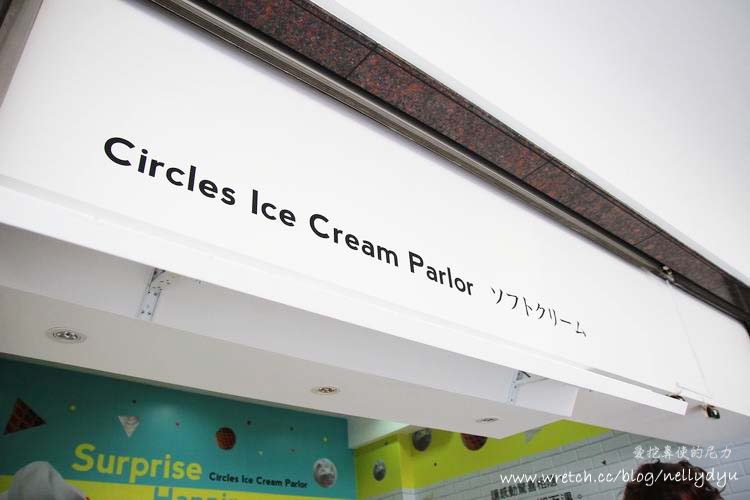 Circles Ice Cream Parlor ソフトクリーム
Surprise
Circles Ice Cream Parlor
愛挖鼻使的尼力
www.wretch.cc/blog/nellydyu